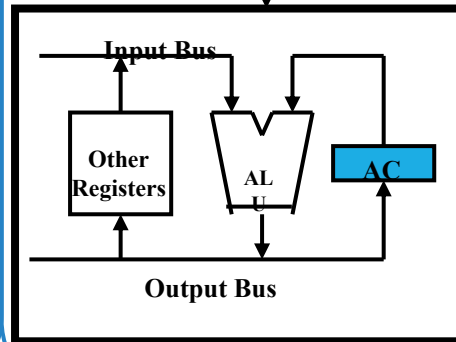 Input Bus
Other
Registers
AL
U
AC
Output Bus